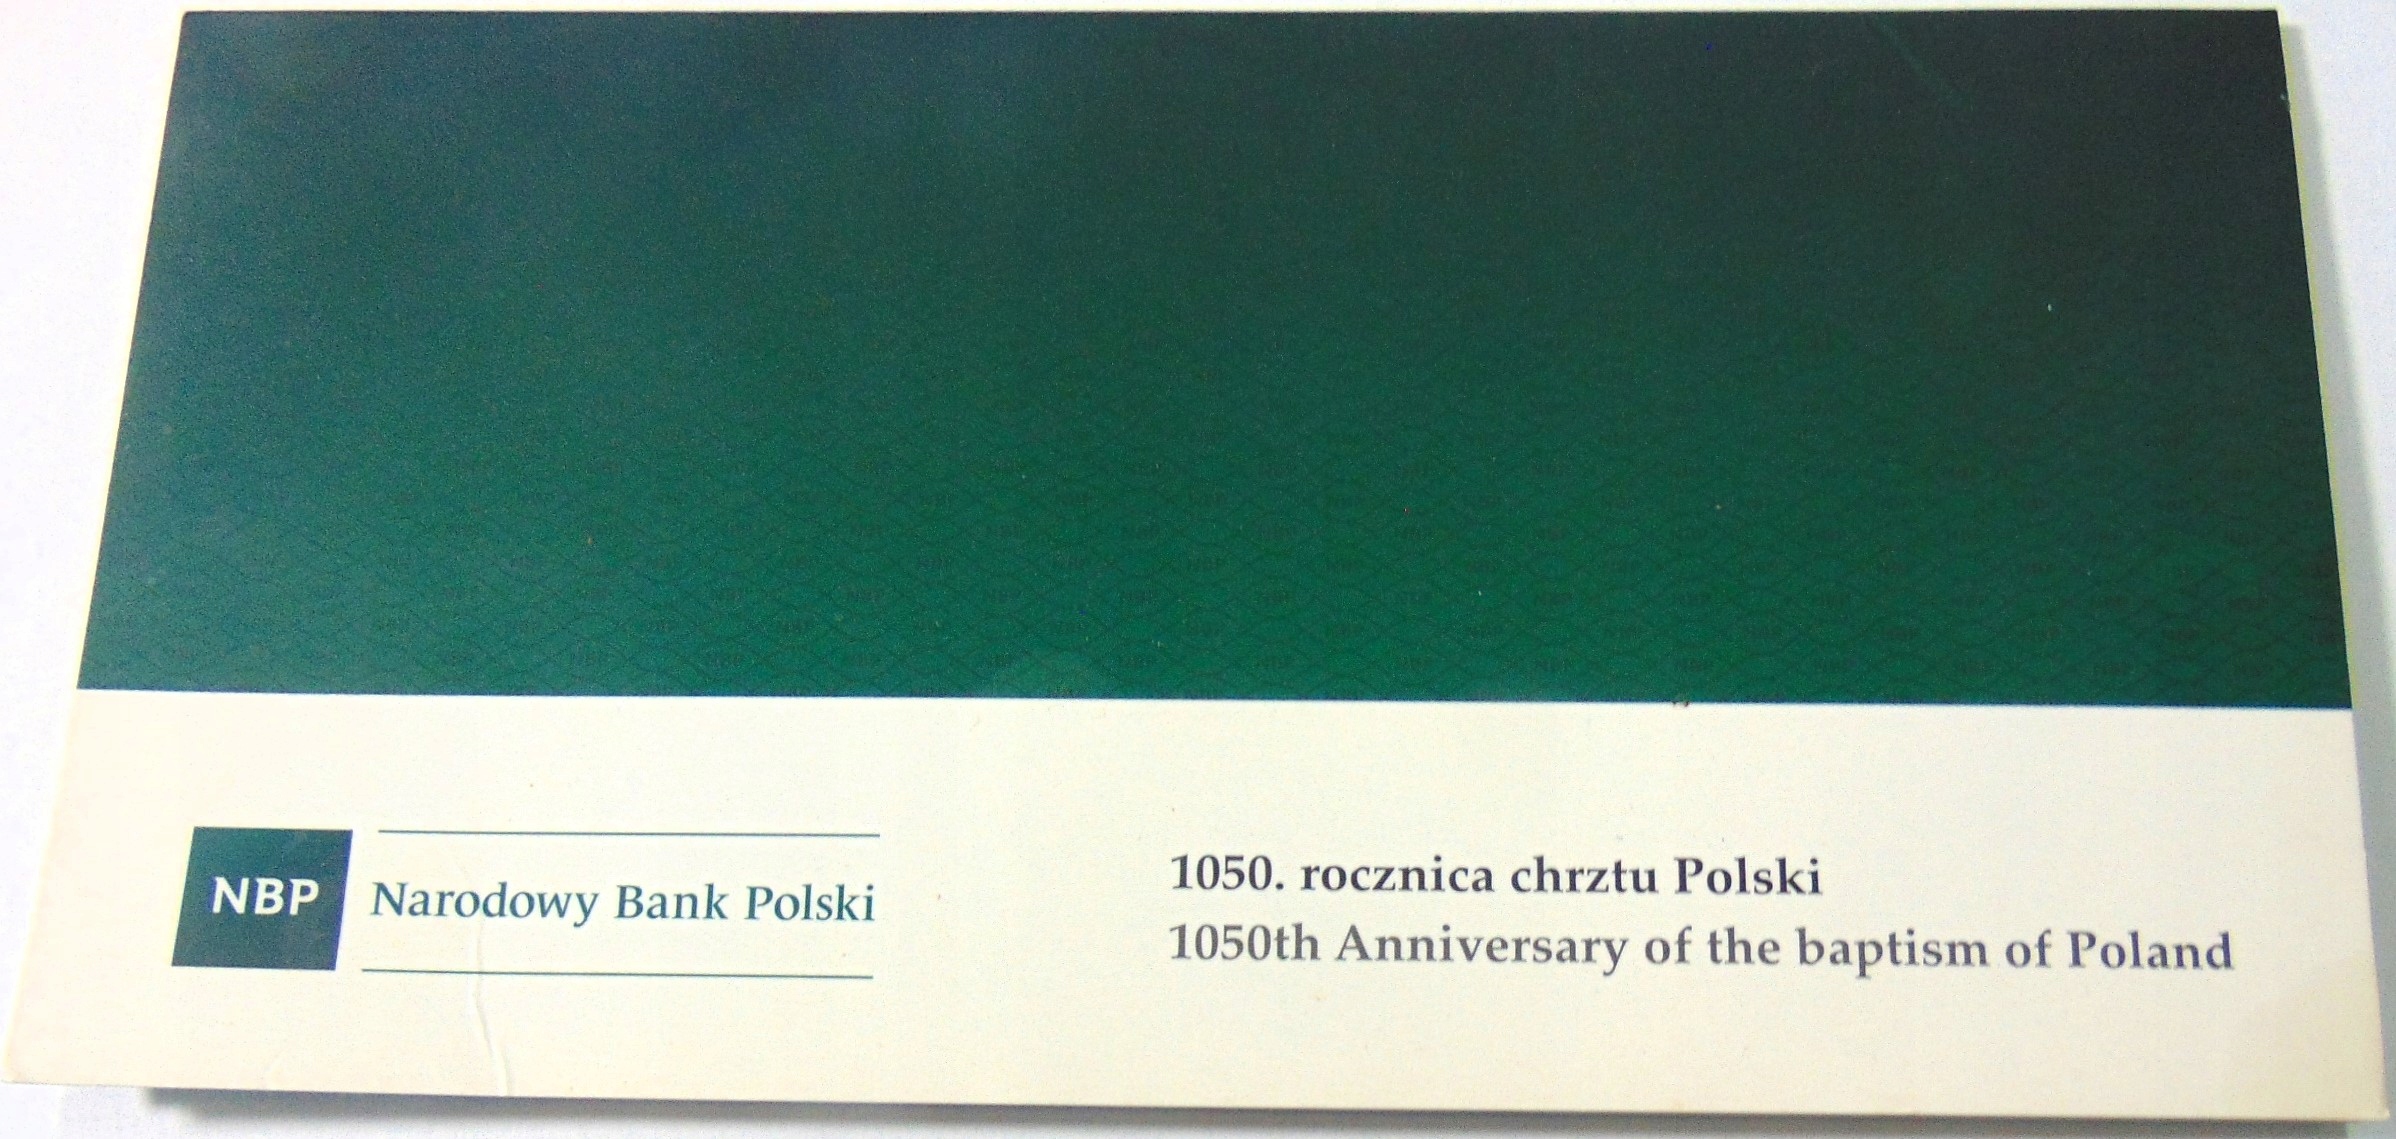 NBP
Narodowy Bank Polski
1050. rocznica chrztu Polski
1050th Anniversary of the baptism of Poland